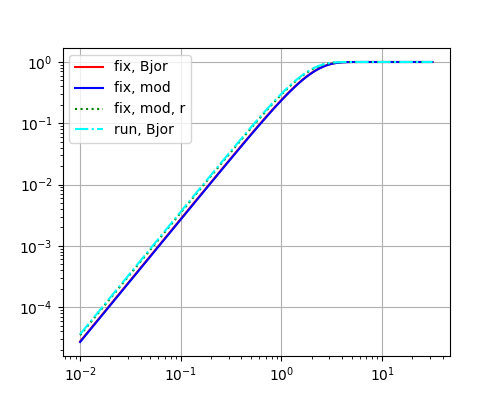 fix, Bjor
fix, mod
fix, mod, r
run, Bjor
10⁰
10⁻¹
10⁻²
10⁻³
10⁻⁴
10⁻² 10⁻¹ 10⁰ 10¹